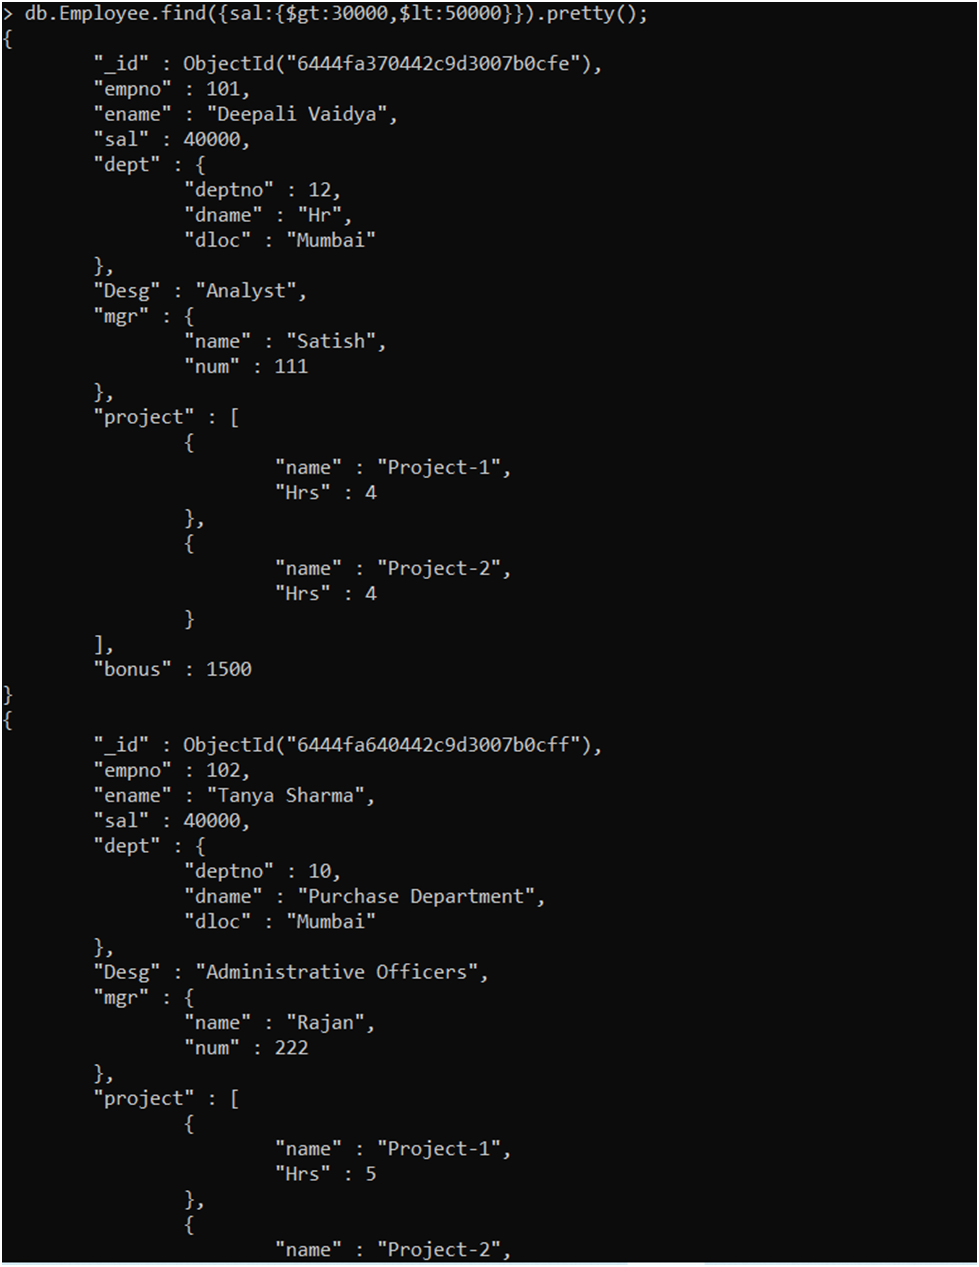 > db.Employee.find({sal:{$gt:30000,$lt:50000}}).pretty();
{
        "_id" : ObjectId("6444fa370442c9d3007b0cfe"),
        "empno" : 101,
        "ename" : "Deepali Vaidya",
        "sal" : 40000,
        "dept" : {
                "deptno" : 12,
                "dname" : "Hr",
                "dloc" : "Mumbai"
        },
        "Desg" : "Analyst",
        "mgr" : {
                "name" : "Satish",
                "num" : 111
        },
        "project" : [
                {
                        "name" : "Project-1",
                        "Hrs" : 4
                },
                {
                        "name" : "Project-2",
                        "Hrs" : 4
                }
        ],
        "bonus" : 1500
}
{
        "_id" : ObjectId("6444fa640442c9d3007b0cff"),
        "empno" : 102,
        "ename" : "Tanya Sharma",
        "sal" : 40000,
        "dept" : {
                "deptno" : 10,
                "dname" : "Purchase Department",
                "dloc" : "Mumbai"
        },
        "Desg" : "Administrative Officers",
        "mgr" : {
                "name" : "Rajan",
                "num" : 222
        },
        "project" : [
                {
                        "name" : "Project-1",
                        "Hrs" : 5
                },
                {
                        "name" : "Project-2",